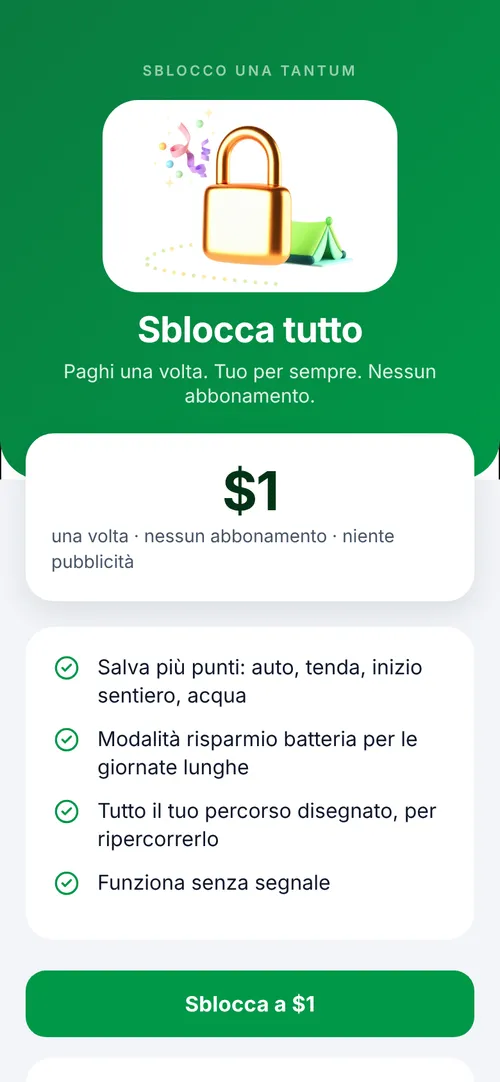 SBLOCCO UNA TANTUM
Sblocca tutto
Paghi una volta. Tuo per sempre. Nessun
abbonamento.
$1
una volta · nessun abbonamento · niente
pubblicità
Salva più punti: auto, tenda, inizio
sentiero, acqua
Modalità risparmio batteria per le
giornate lunghe
Tutto il tuo percorso disegnato, per
ripercorrerlo
Funziona senza segnale
Sblocca a $1